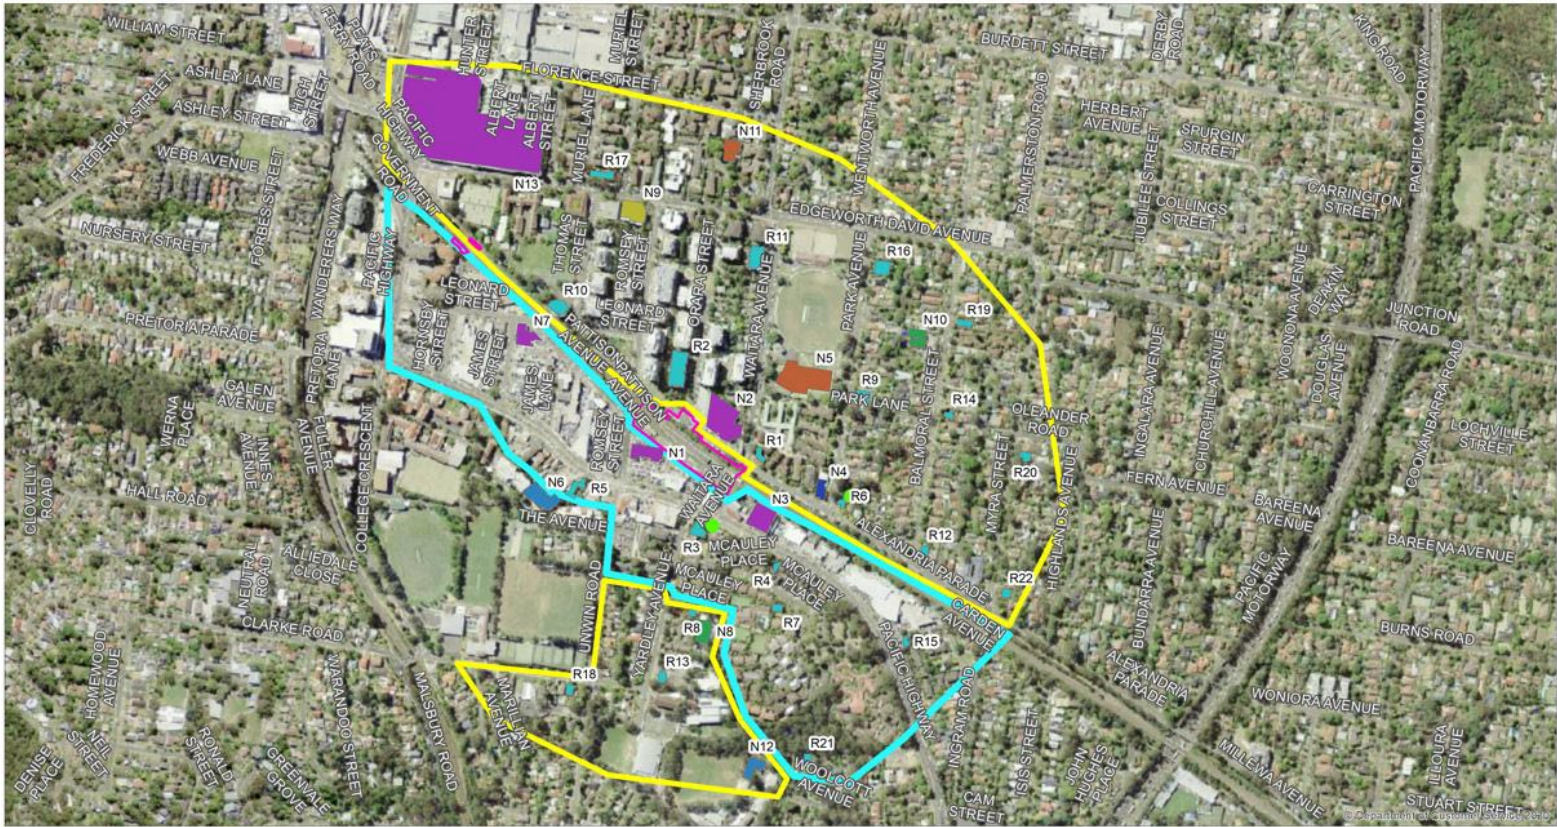 WILLIAM STREET
PEATS
FERRY ROAD
HUNTER
STREET
MURIEL
STREET
SHERBROOK
ROAD
BURDETT STREET
DERBY
ROAD
KING ROAD
PACIFIC MOTORWAY
ASHLEY LANE
HIGH
STREET
FLORENCE STREET
WENTWORTH AVENUE
FREDERICK STREET
ASHLEY STREET
PACIFIC
HIGHWAY
ALBERT
LANE
ALBERT
STREET
MURIEL LANE
N11
PALMERSTON ROAD
HERBERT
AVENUE
SPURGIN
STREET
JUBILEE STREET
WEBB AVENUE
FORBES STREET
GOVERNMENT
ROAD
N13
R17
N9
CARRINGTON
STREET
COLLINGS
STREET
NURSERY STREET
WANDERERS WAY
PACIFIC
HIGHWAY
THOMAS
STREET
ROMSEY
STREET
ORARA STREET
EDGEWORTH DAVID AVENUE
R11
R16
WOONONA AVENUE
DEAKIN
WAY
LEONARD
STREET
R10
LEONARD
STREET
WAITARA AVENUE
PARK AVENUE
JUNCTION
ROAD
PRETORIA PARADE
PRETORIA
LANE
HORNSBY
STREET
JAMES
STREET
N7
PATTISON
AVENUE
PATTISON
AVENUE
R2
N10
R19
INGALARA AVENUE
CHURCHILL AVENUE
DOUGLAS
AVENUE
COONANBARRA ROAD
N5
R9
PARK LANE
BALMORAL STREET
GALEN
AVENUE
WERNA
PLACE
INNES
AVENUE
FULLER
AVENUE
COLLEGE CRESCENT
JAMES
LANE
ROMSEY
STREET
N2
R14
OLEANDER
ROAD
LOCHVILLE
STREET
N1
R1
CLOVELLY
ROAD
HALL ROAD
N6
R5
THE AVENUE
WAITARA
AVENUE
N3
N4
R6
R20
MYRA STREET
HIGHLANDS AVENUE
FERN AVENUE
BAREENA
AVENUE
BAREENA AVENUE
R3
MCAULEY
PLACE
ALEXANDRIA PARADE
R12
BUNDARRA AVENUE
PACIFIC
MOTORWAY
ALLIEDALE
CLOSE
NEUTRAL
ROAD
UNWIN ROAD
YARDLEY AVENUE
MCAULEY
PLACE
R4
MCAULEY
PLACE
R22
CLARKE ROAD
R8
N8
R7
CARDEN
AVENUE
R15
BURNS ROAD
HOMEWOOD
AVENUE
WARANDOO STREET
MALSBURY ROAD
R18
R13
PACIFIC HIGHWAY
INGRAM ROAD
ALEXANDRIA
PARADE
WONIORA AVENUE
MARILLIAN
AVENUE
NEIL
STREET
RONALD
STREET
GREENVALE
GROVE
DENISE
PLACE
N12
R21
WOOLCOTT
AVENUE
ISIS STREET
JOHN
HUGHES
PLACE
MILLEWA AVENUE
ILLOURA
AVENUE
CAM
STREET
STUART STREET
© Department of Customer Service 2020